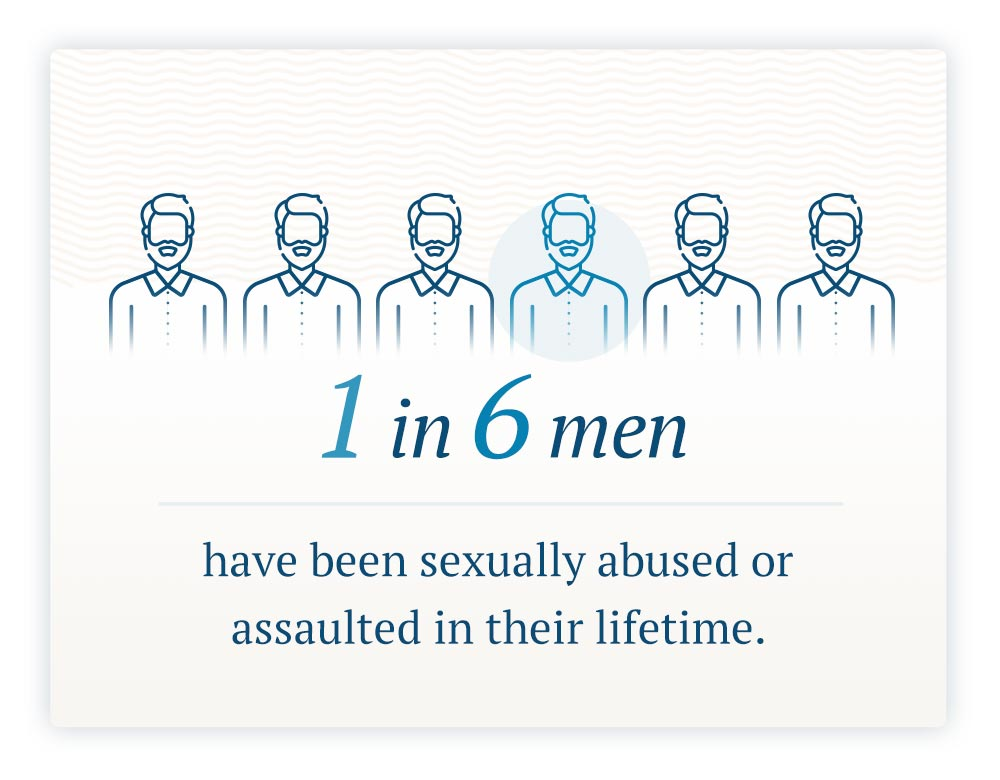 1 in 6 men
have been sexually abused or
assaulted in their lifetime.